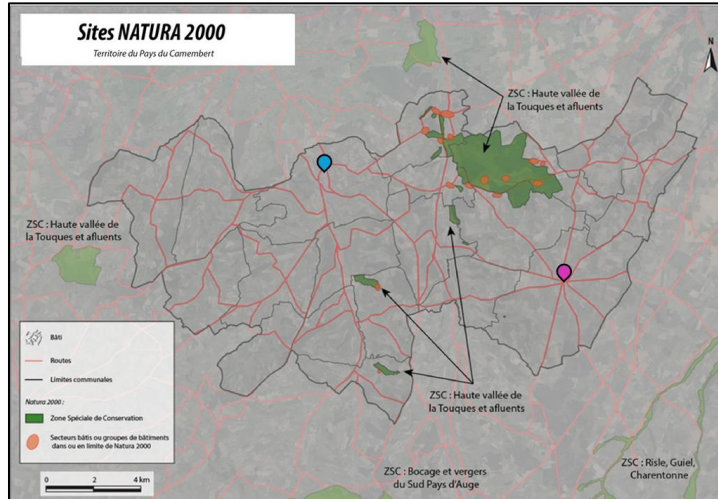 Sites NATURA 2000
Territoire du Pays du Camembert
N
ZSC : Haute vallée de
la Touques et afluents
ZSC : Haute vallée de
la Touques et afluents
ZSC : Haute vallée de
la Touques et afluents
ZSC : Bocage et vergers
du Sud Pays d'Auge
ZSC : Risle, Guiel,
Charentonne
Bâti
Routes
Limites communales
Natura 2000 :
Zone Spéciale de Conservation
Secteurs bâtis ou groupes de bâtiments
dans ou en limite de Natura 2000
0 2 4 km